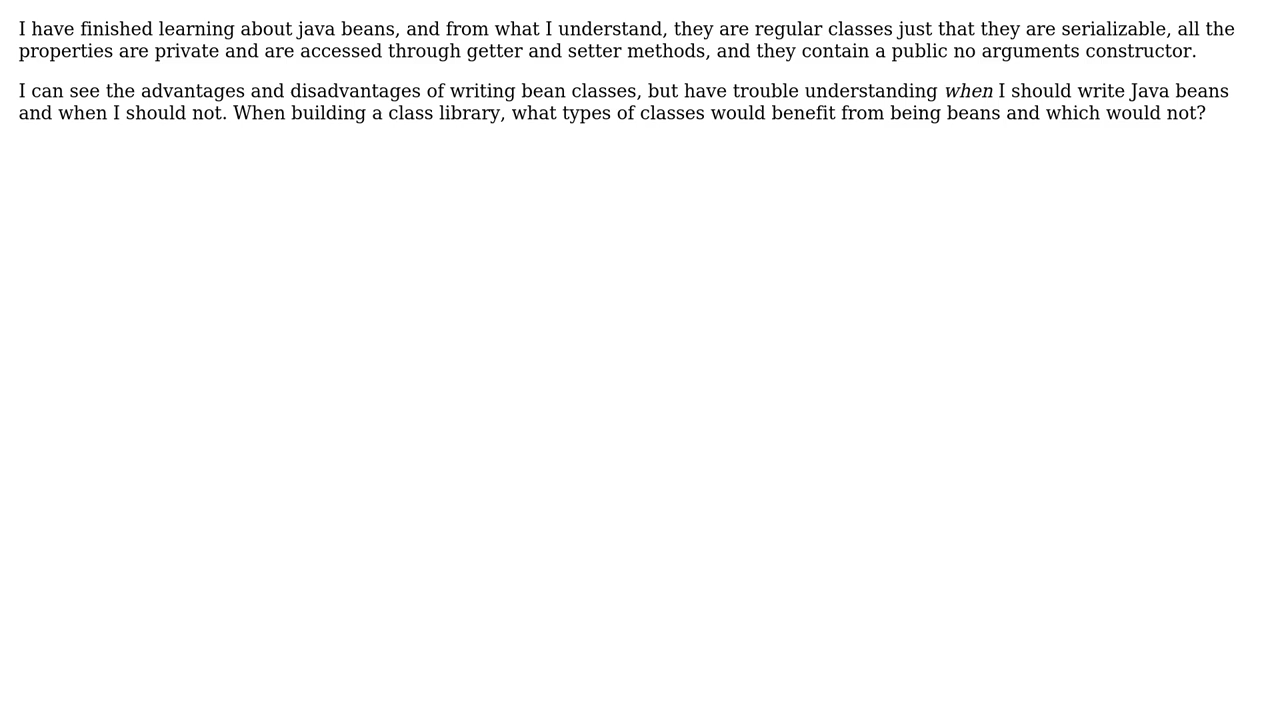 I have finished learning about java beans, and from what I understand, they are regular classes just that they are serializable, all the
properties are private and are accessed through getter and setter methods, and they contain a public no arguments constructor.
I can see the advantages and disadvantages of writing bean classes, but have trouble understanding when I should write Java beans
and when I should not. When building a class library, what types of classes would benefit from being beans and which would not?